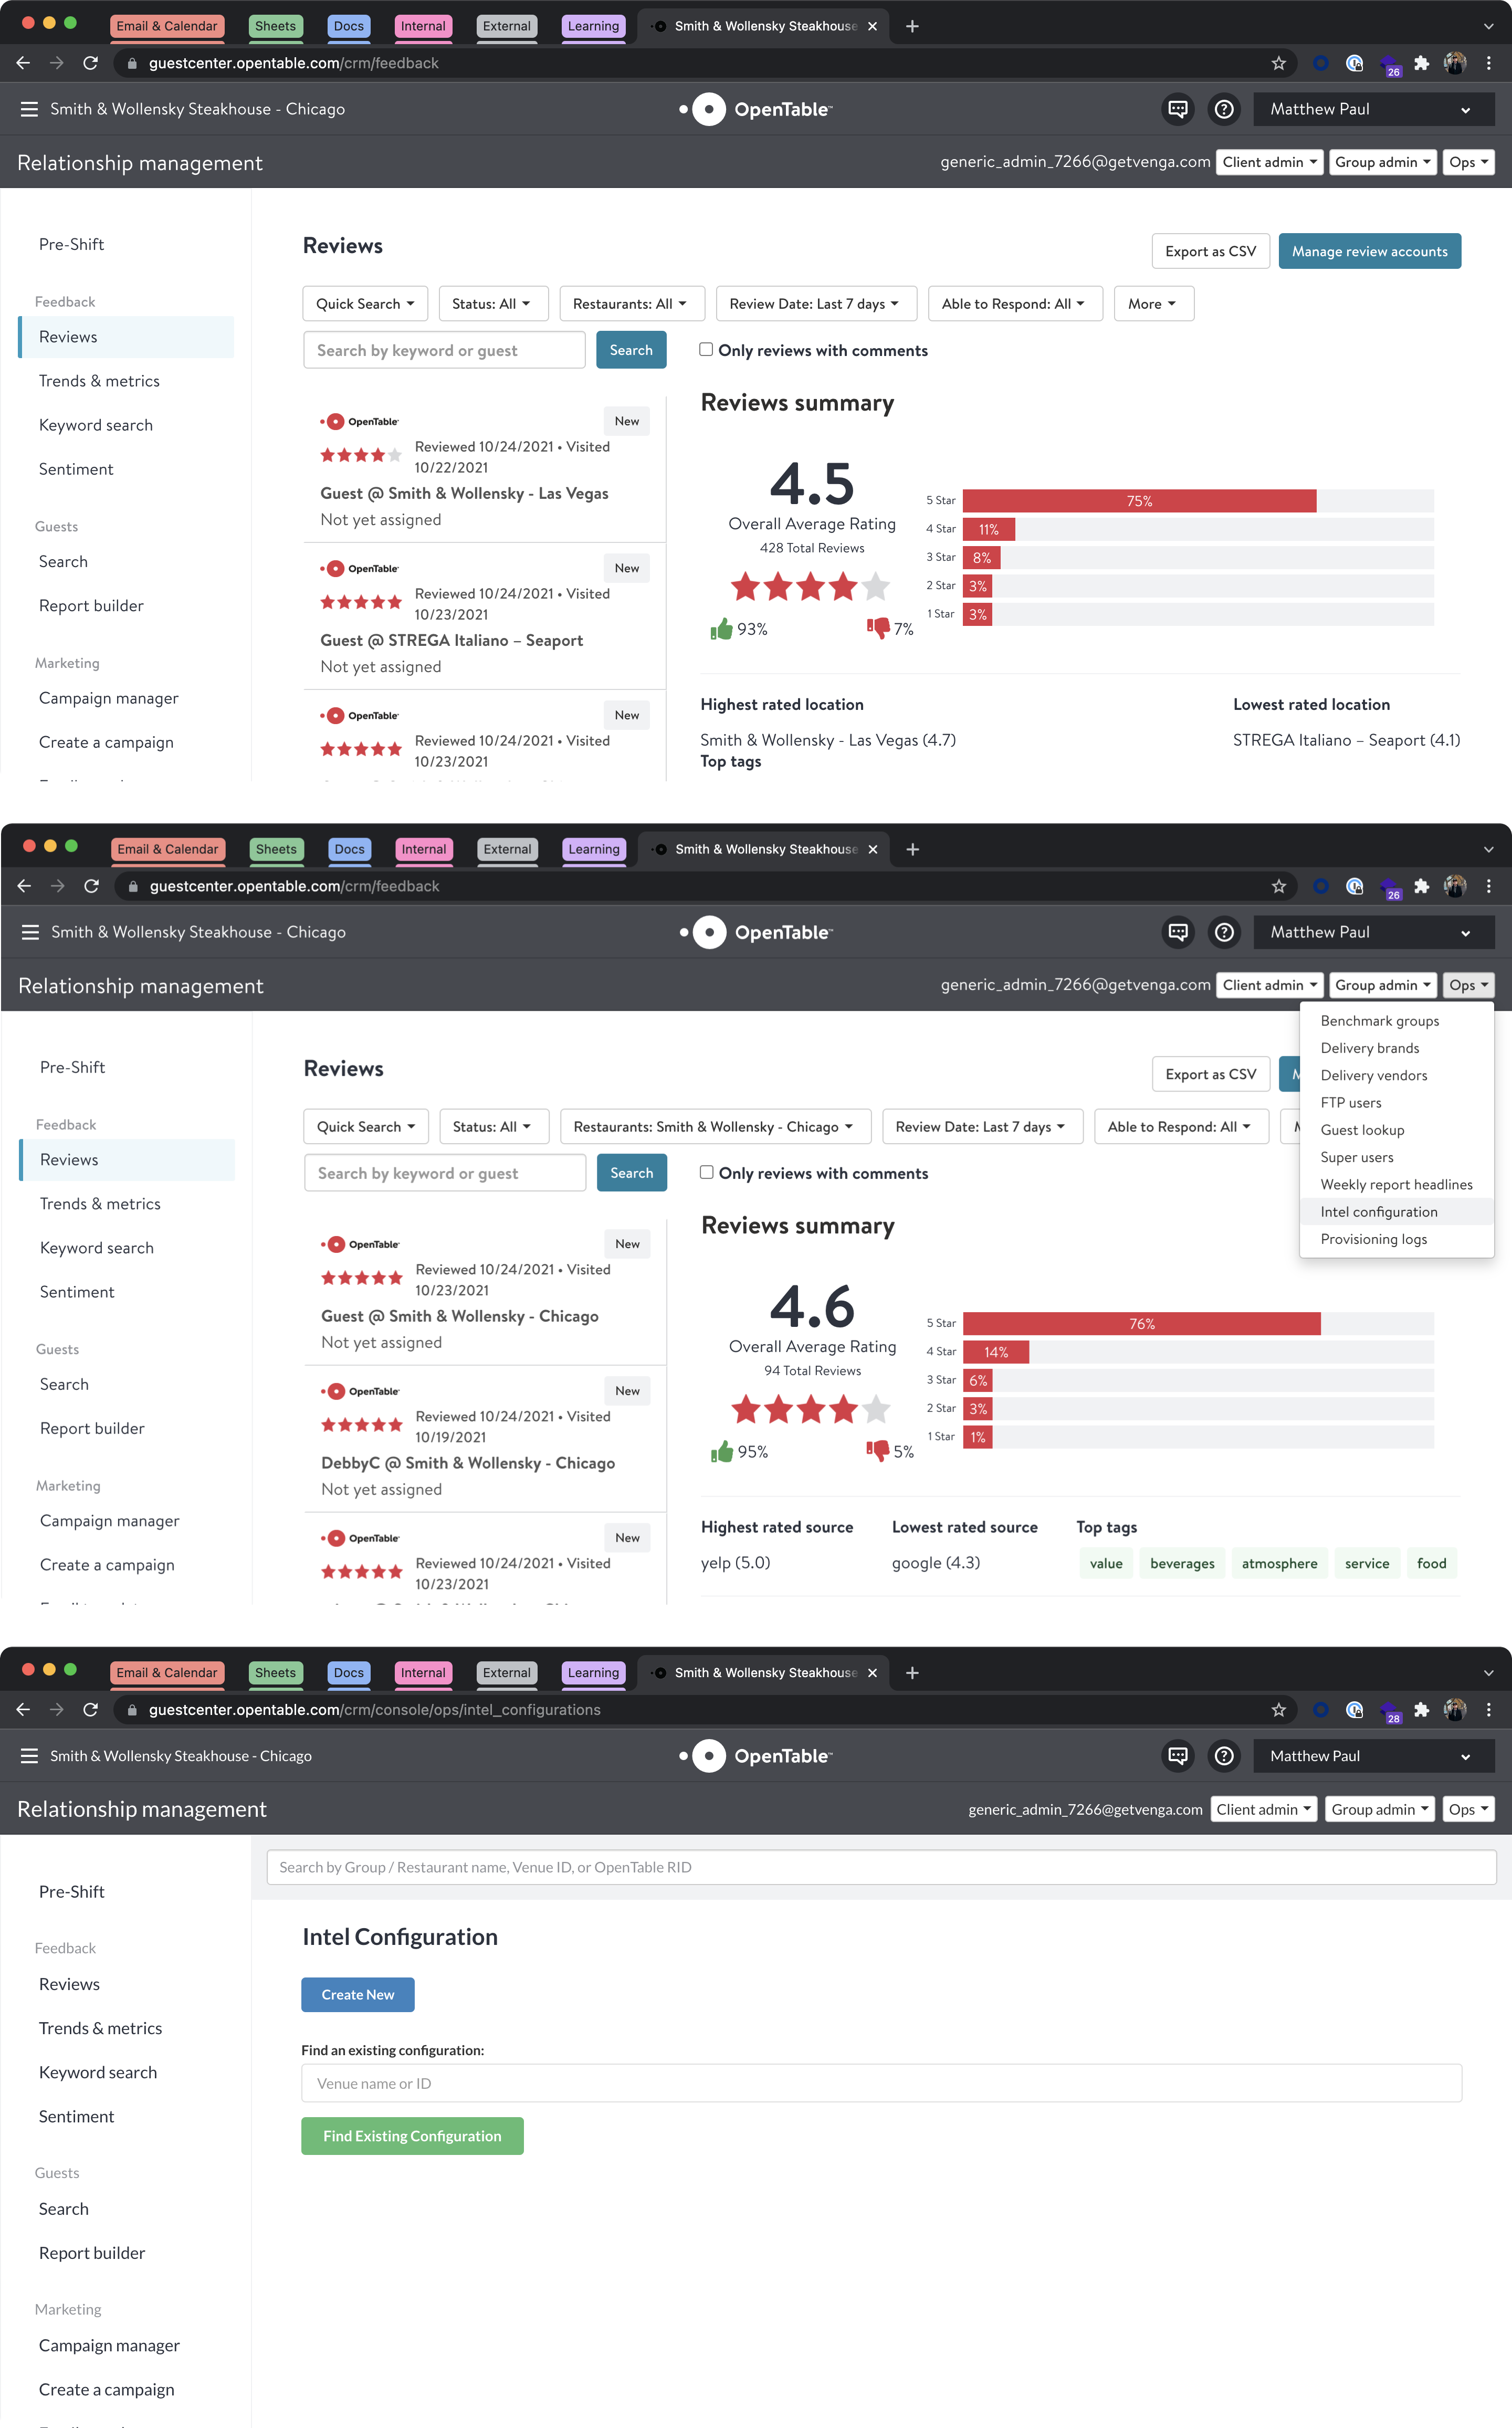 Email & Calendar Sheets Docs Internal External Learning Smith & Wollensky Steakhouse
guestcenter.opentable.com/crm/feedback
26
Smith & Wollensky Steakhouse - Chicago OpenTable™ Matthew Paul
Relationship management generic_admin_7266@getvenga.com Client admin Group admin Ops
Pre-Shift
Feedback
Reviews
Trends & metrics
Keyword search
Sentiment
Guests
Search
Report builder
Marketing
Campaign manager
Create a campaign
Reviews Export as CSV Manage review accounts
Quick Search Status: All Restaurants: All Review Date: Last 7 days Able to Respond: All More
Search by keyword or guest Search Only reviews with comments
OpenTable New
Reviewed 10/24/2021 • Visited
10/22/2021
Guest @ Smith & Wollensky - Las Vegas
Not yet assigned
OpenTable New
Reviewed 10/24/2021 • Visited
10/23/2021
Guest @ STREGA Italiano – Seaport
Not yet assigned
OpenTable New
Reviewed 10/24/2021 • Visited
10/23/2021
Reviews summary
4.5
Overall Average Rating
428 Total Reviews
93% 7%
5 Star 75%
4 Star 11%
3 Star 8%
2 Star 3%
1 Star 3%
Highest rated location Lowest rated location
Smith & Wollensky - Las Vegas (4.7) STREGA Italiano – Seaport (4.1)
Top tags
Email & Calendar Sheets Docs Internal External Learning Smith & Wollensky Steakhouse
guestcenter.opentable.com/crm/feedback
26
Smith & Wollensky Steakhouse - Chicago OpenTable™ Matthew Paul
Relationship management generic_admin_7266@getvenga.com Client admin Group admin Ops
Benchmark groups
Delivery brands
Delivery vendors
FTP users
Guest lookup
Super users
Weekly report headlines
Intel configuration
Provisioning logs
Pre-Shift
Feedback
Reviews
Trends & metrics
Keyword search
Sentiment
Guests
Search
Report builder
Marketing
Campaign manager
Create a campaign
Reviews Export as CSV
Quick Search Status: All Restaurants: Smith & Wollensky - Chicago Review Date: Last 7 days Able to Respond: All
Search by keyword or guest Search Only reviews with comments
OpenTable New
Reviewed 10/24/2021 • Visited
10/23/2021
Guest @ Smith & Wollensky - Chicago
Not yet assigned
OpenTable New
Reviewed 10/24/2021 • Visited
10/19/2021
DebbyC @ Smith & Wollensky - Chicago
Not yet assigned
OpenTable New
Reviewed 10/24/2021 • Visited
10/23/2021
Reviews summary
4.6
Overall Average Rating
94 Total Reviews
95% 5%
5 Star 76%
4 Star 14%
3 Star 6%
2 Star 3%
1 Star 1%
Highest rated source Lowest rated source Top tags
yelp (5.0) google (4.3) value beverages atmosphere service food
Email & Calendar Sheets Docs Internal External Learning Smith & Wollensky Steakhouse
guestcenter.opentable.com/crm/console/ops/intel_configurations
28
Smith & Wollensky Steakhouse - Chicago OpenTable™ Matthew Paul
Relationship management generic_admin_7266@getvenga.com Client admin Group admin Ops
Pre-Shift
Feedback
Reviews
Trends & metrics
Keyword search
Sentiment
Guests
Search
Report builder
Marketing
Campaign manager
Create a campaign
Search by Group / Restaurant name, Venue ID, or OpenTable RID
Intel Configuration
Create New
Find an existing configuration:
Venue name or ID
Find Existing Configuration